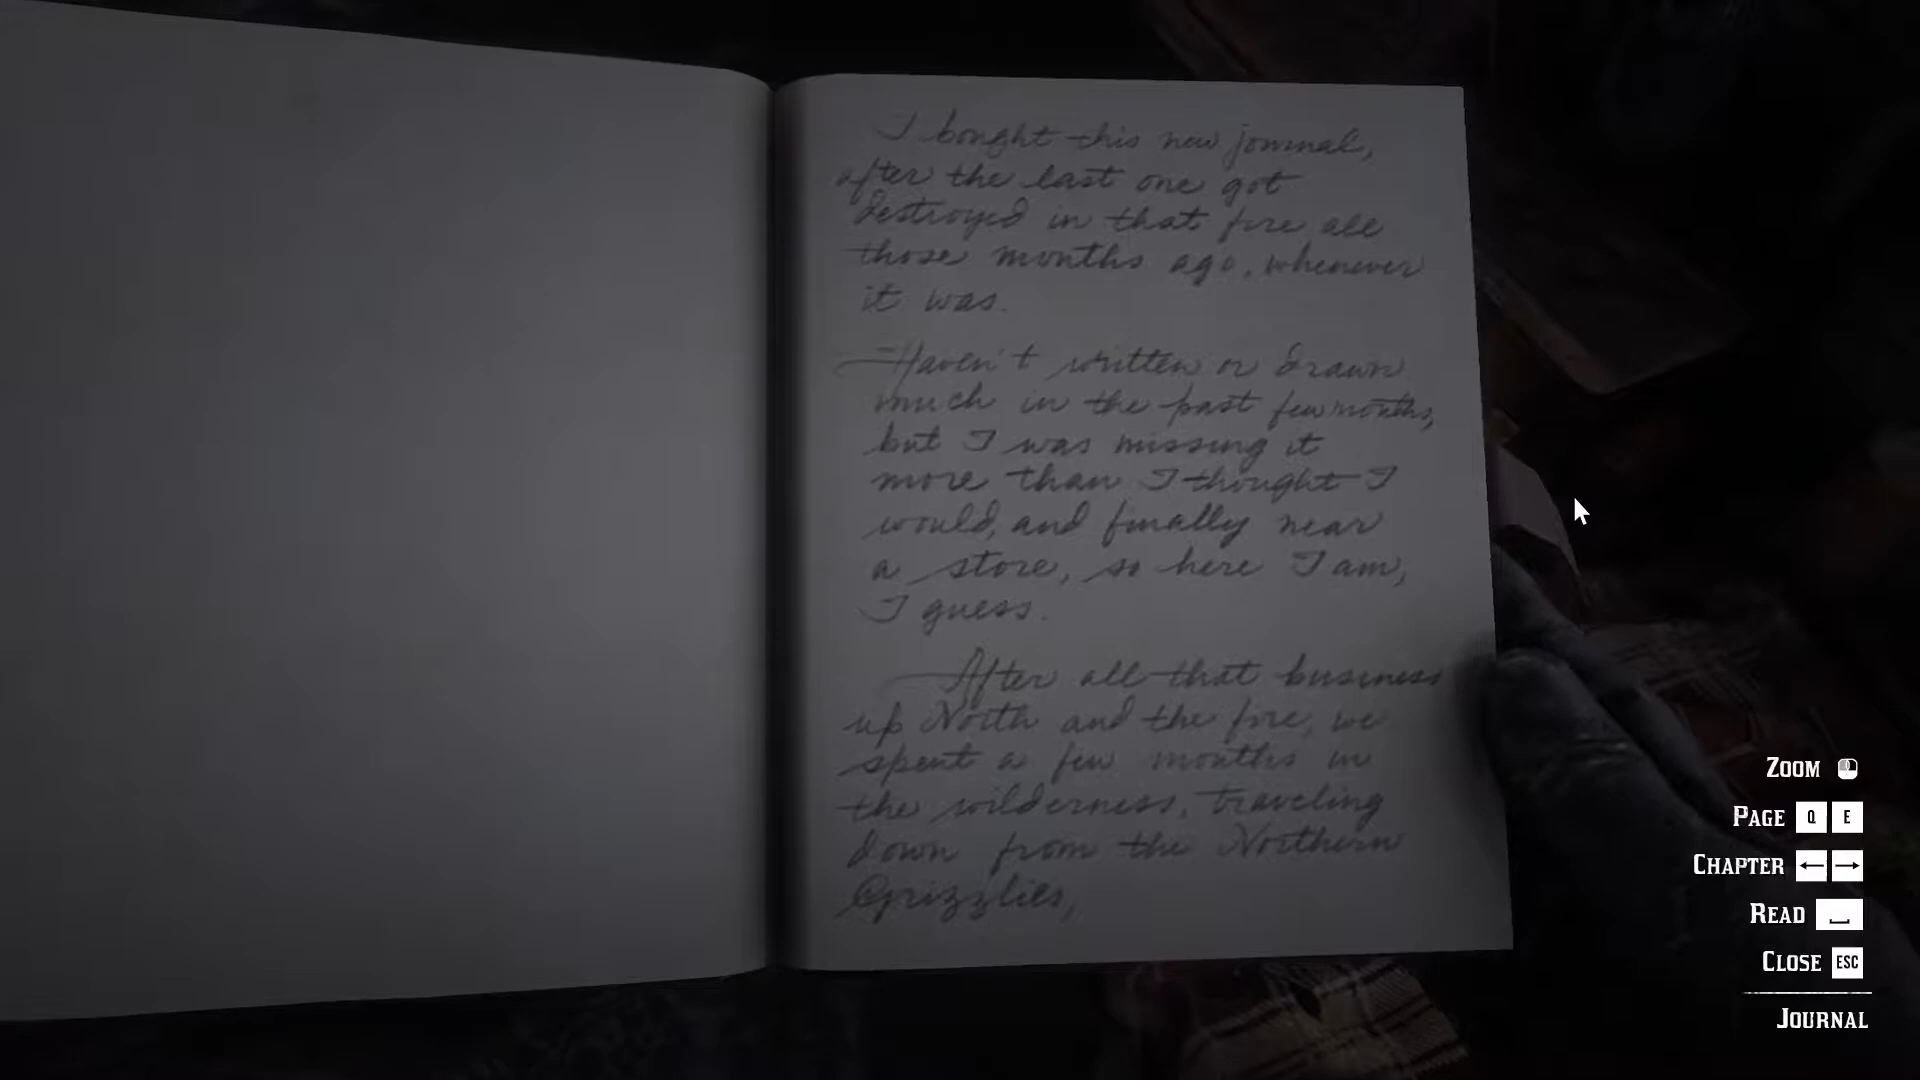 I bought this new journal,
after the last one got
destroyed in that fire all
those months ago, whenever
it was.
Haven't written or drawn
much in the past few months,
but I was missing it
more than I thought I
would, and finally near
a store, so here I am,
I guess.
After all that business
up North and the fire, we
spent a few months in
the wilderness, traveling
down from the Northern
Grizzlies,
ZOOM
PAGE Q E
CHAPTER ← →
READ
CLOSE ESC
JOURNAL